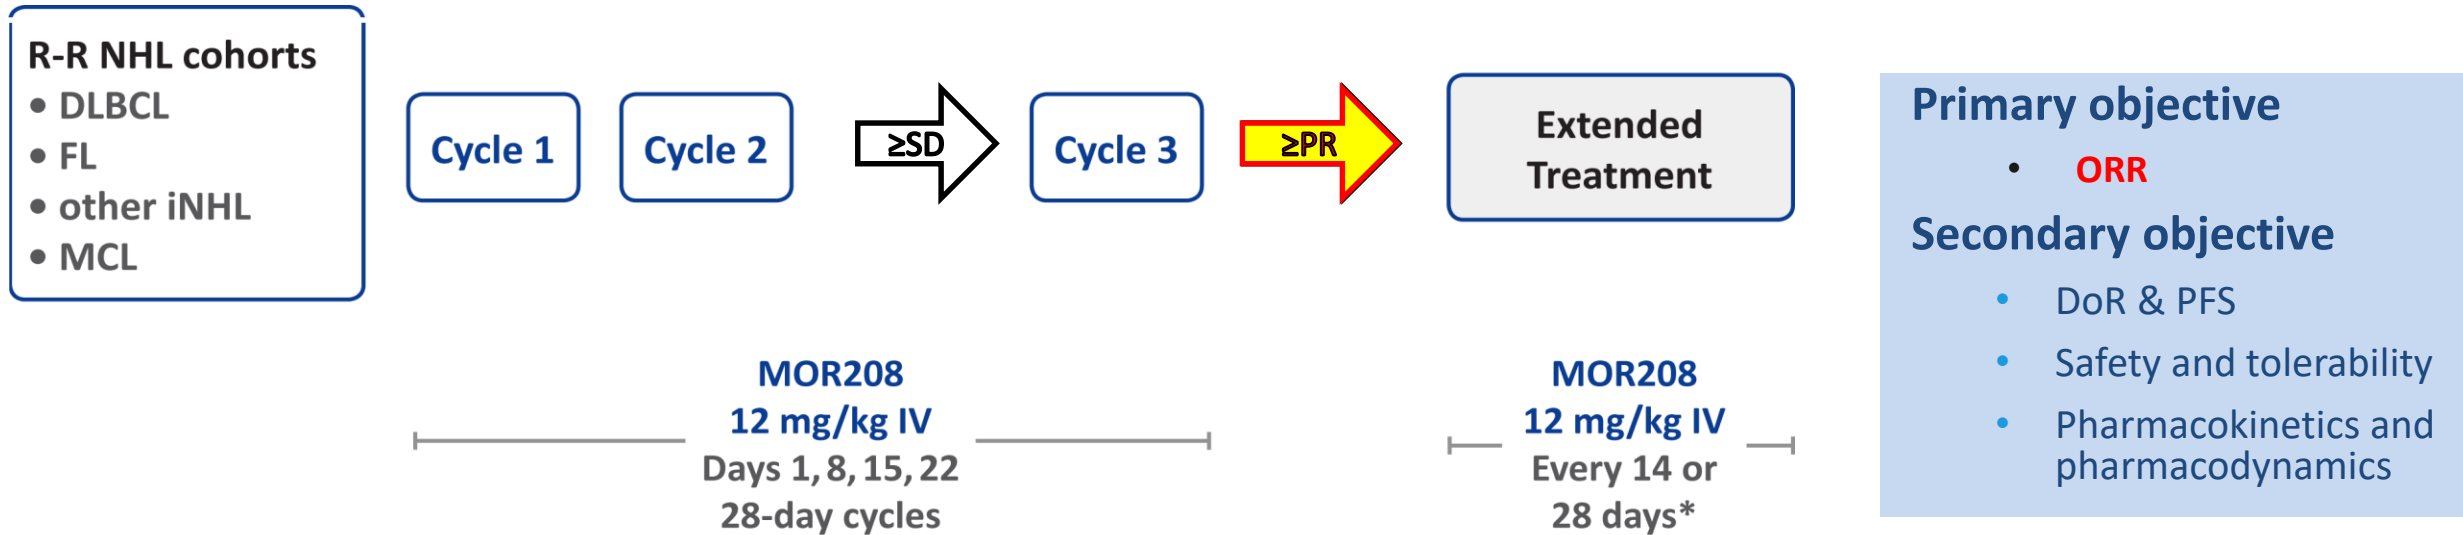 R-R NHL cohorts
• DLBCL
• FL
• other iNHL
• MCL
Cycle 1
Cycle 2
≥SD
Cycle 3
≥PR
Extended
Treatment
MOR208
12 mg/kg IV
Days 1, 8, 15, 22
28-day cycles
MOR208
12 mg/kg IV
Every 14 or
28 days*
Primary objective
• ORR
Secondary objective
• DoR & PFS
• Safety and tolerability
• Pharmacokinetics and
pharmacodynamics